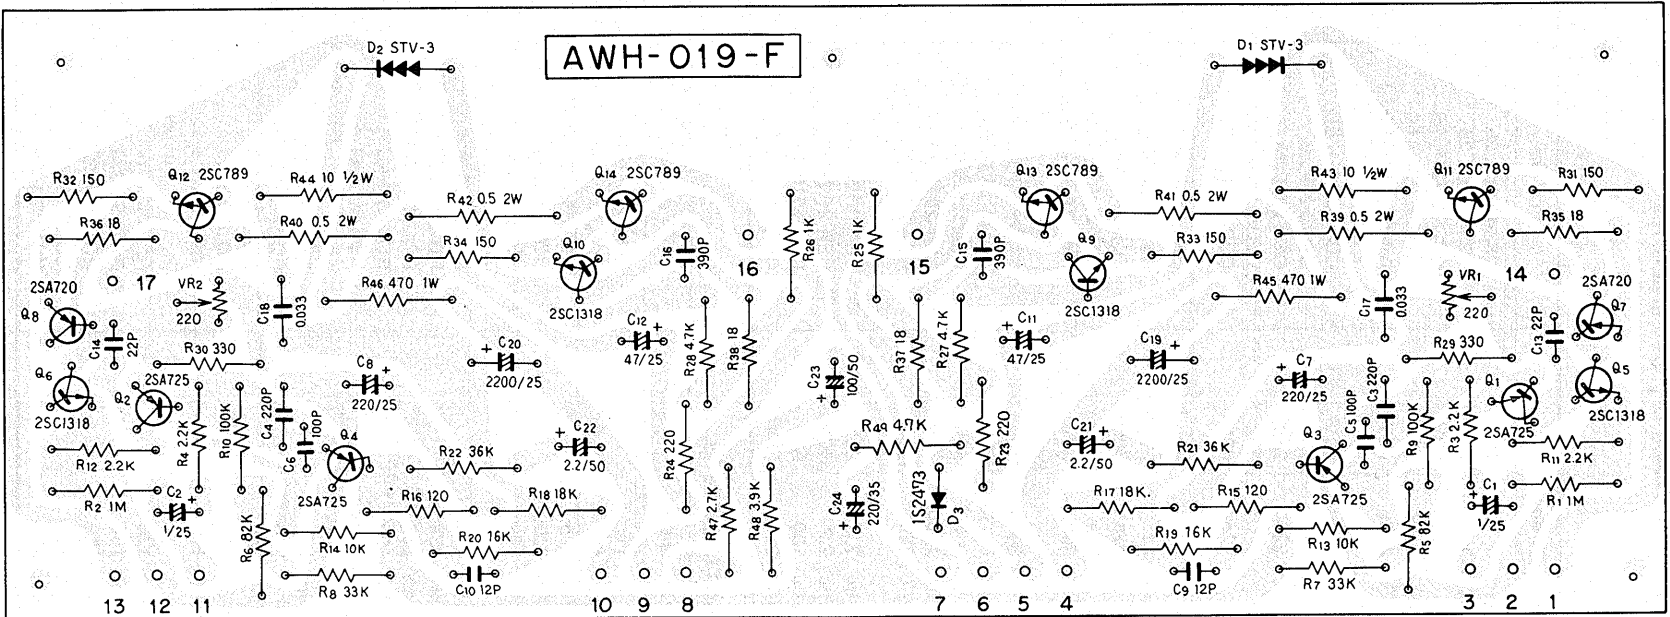 AWH-019-F
D2 STV-3
D1 STV-3
R32 150
Q12 2SC789
R44 10 ½W
Q14 2SC789
Q13 2SC789
R43 10 ½W
Q11 2SC789
R31 150
R36 18
R40 0.5 2W
R42 0.5 2W
R34 150
Q10
2SC1318
C16 390P
16
R26 1K
R25 1K
15
C15 390P
Q9
2SC1318
R41 0.5 2W
R33 150
R39 0.5 2W
R35 18
17
2SA720
Q8
VR2
220
C18 0.033
R46 470 1W
R45 470 1W
C17 0.033
VR1
220
14
2SA720
Q7
C14 22P
R30 330
C20
2200/25
C12
47/25
R28 4.7K
R38 18
C23 100/50
R37 18
R27 4.7K
C11
47/25
C19
2200/25
R29 330
C13 22P
Q6
2SC1318
2SA725
Q2
C8
220/25
C7
220/25
Q1
2SA725
Q5
2SC1318
R4 2.2K
R10 100K
C4 220P
C6 100P
Q4
2SA725
R22 36K
C22
2.2/50
R24 220
R49 4.7K
R23 220
C21
2.2/50
R21 36K
Q3
2SA725
C5 100P
C3 220P
R9 100K
R3 2.2K
R12 2.2K
R11 2.2K
R2 1M
C2
1/25
R6 82K
R16 120
R18 18K
R47 2.7K
R48 3.9K
C24 220/35
1S2473
D3
R17 18K
R15 120
R5 82K
C1
1/25
R1 1M
R14 10K
R20 16K
R19 16K
R13 10K
R8 33K
C10 12P
C9 12P
R7 33K
13 12 11 10 9 8 7 6 5 4 3 2 1